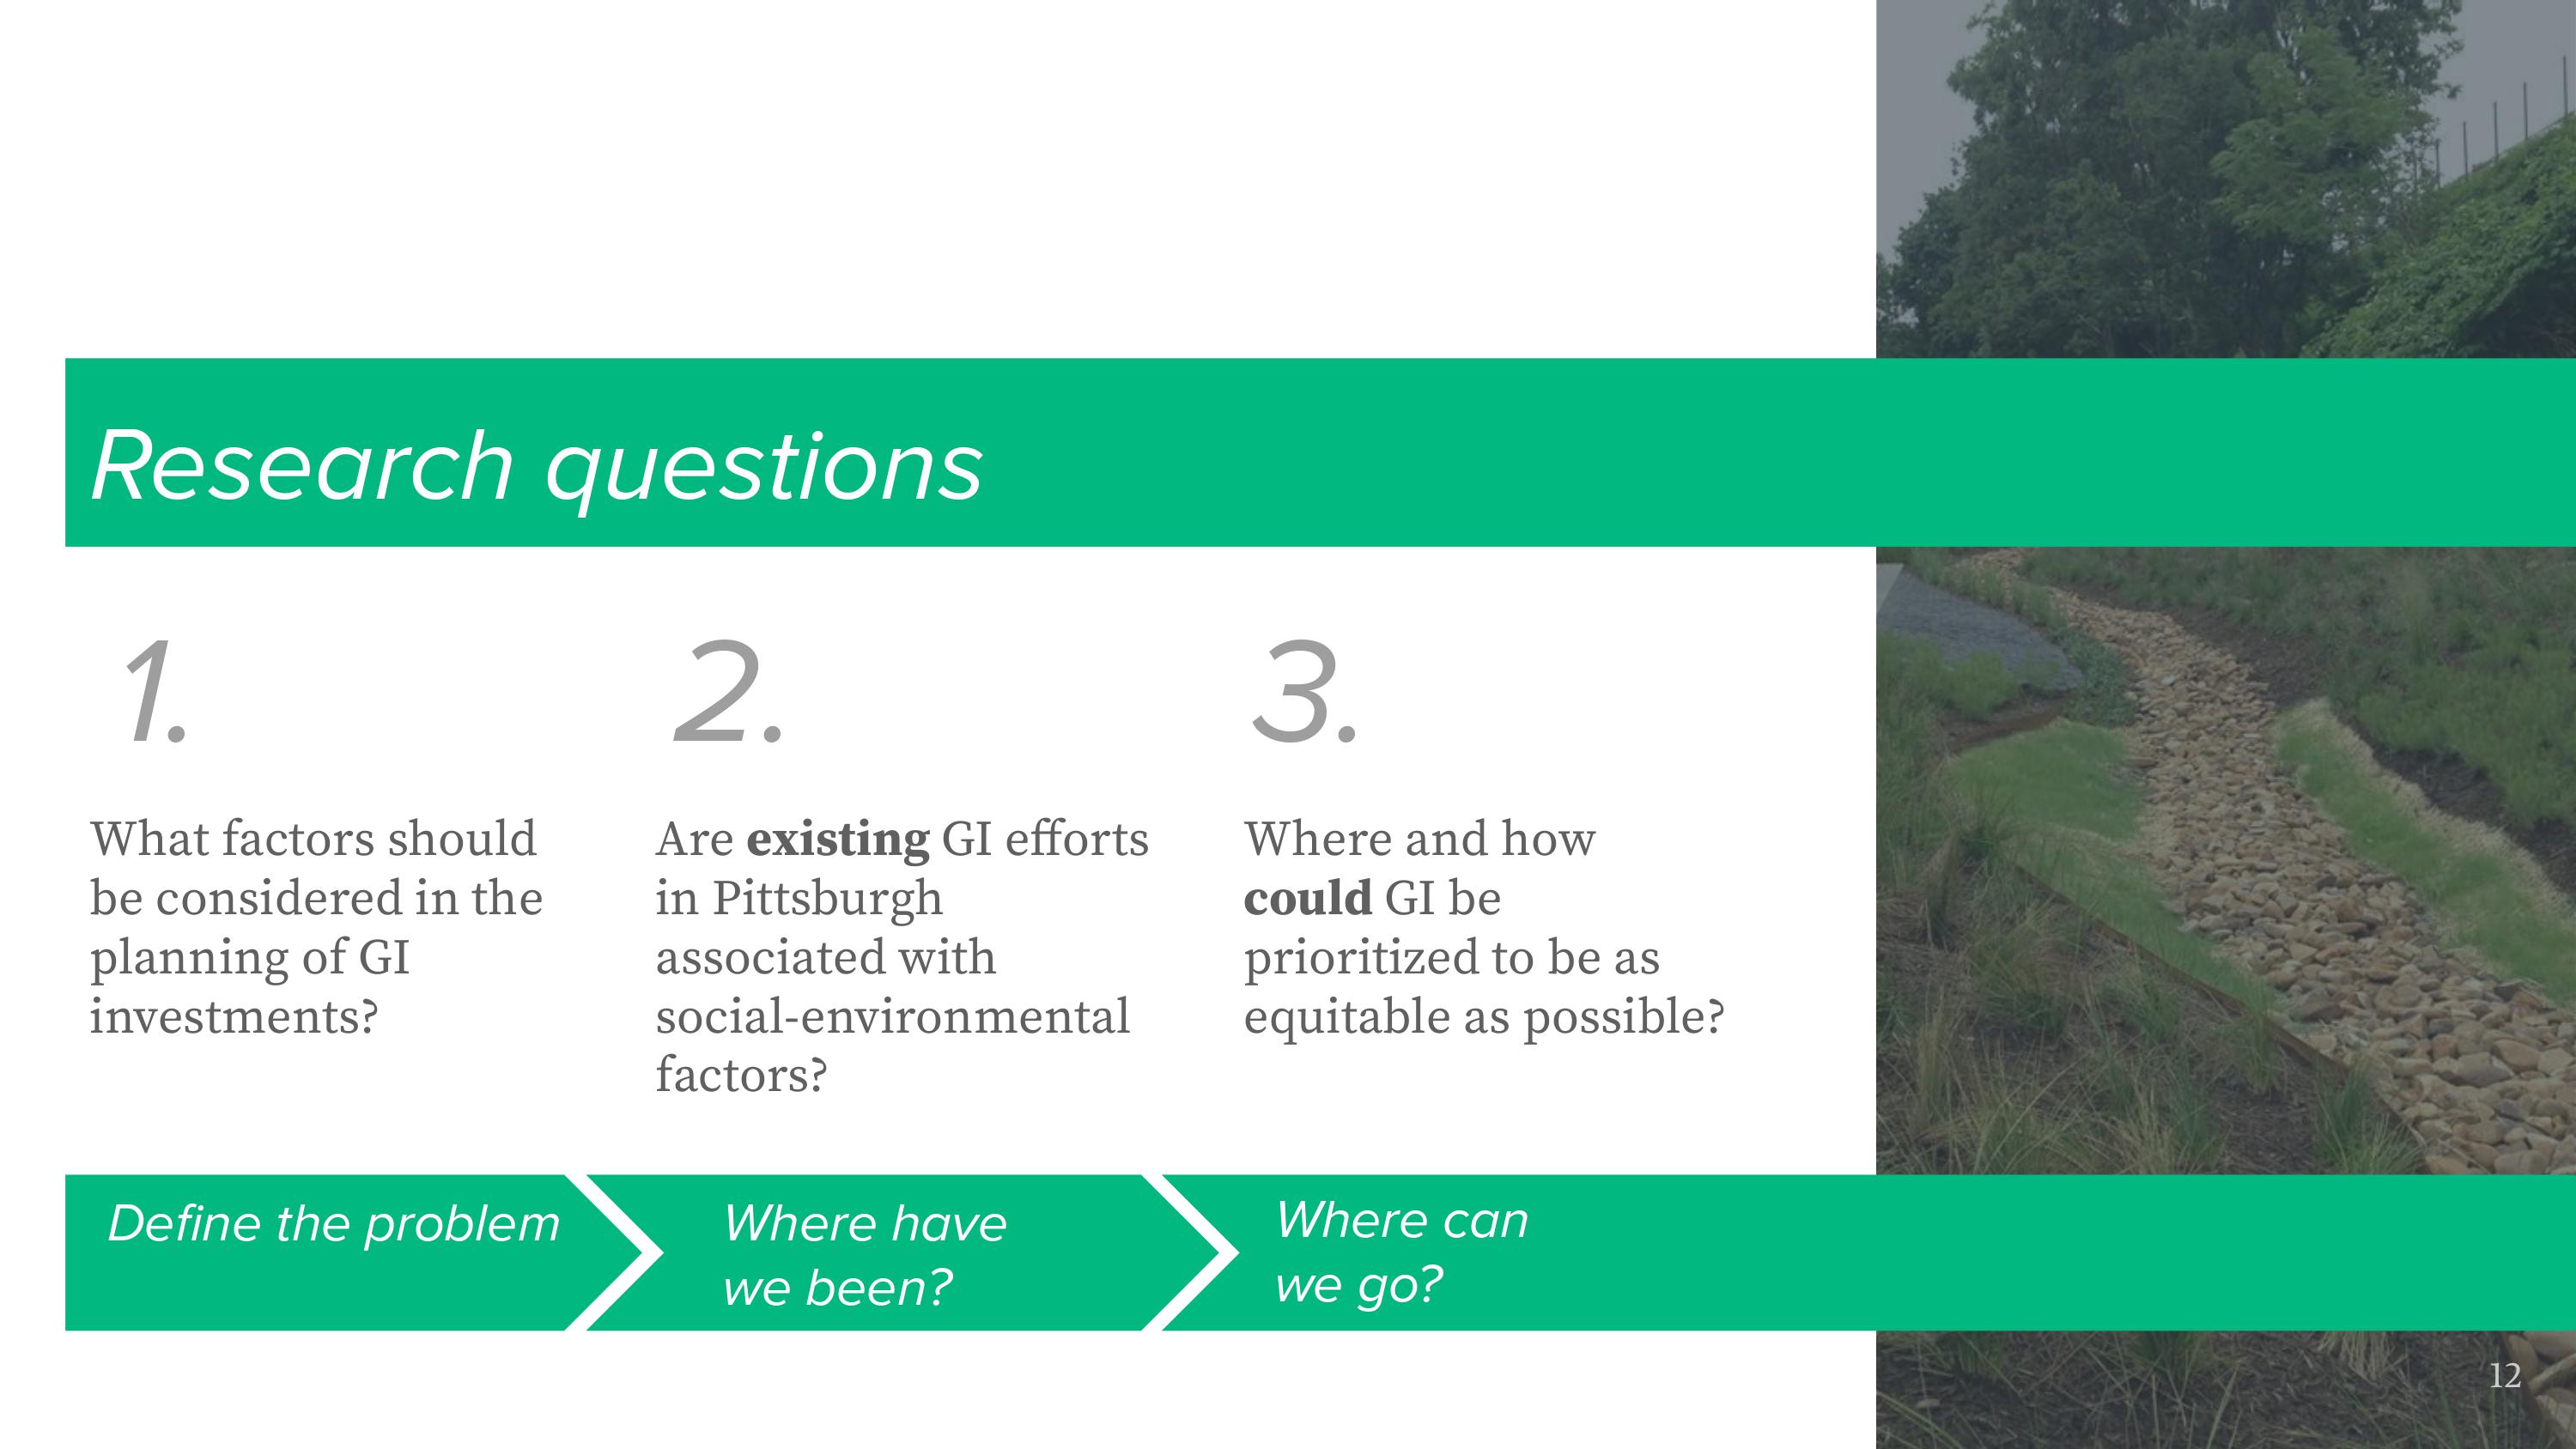 Research questions
1.
What factors should
be considered in the
planning of GI
investments?
2.
Are existing GI efforts
in Pittsburgh
associated with
social-environmental
factors?
3.
Where and how
could GI be
prioritized to be as
equitable as possible?
Define the problem
Where have
we been?
Where can
we go?
12